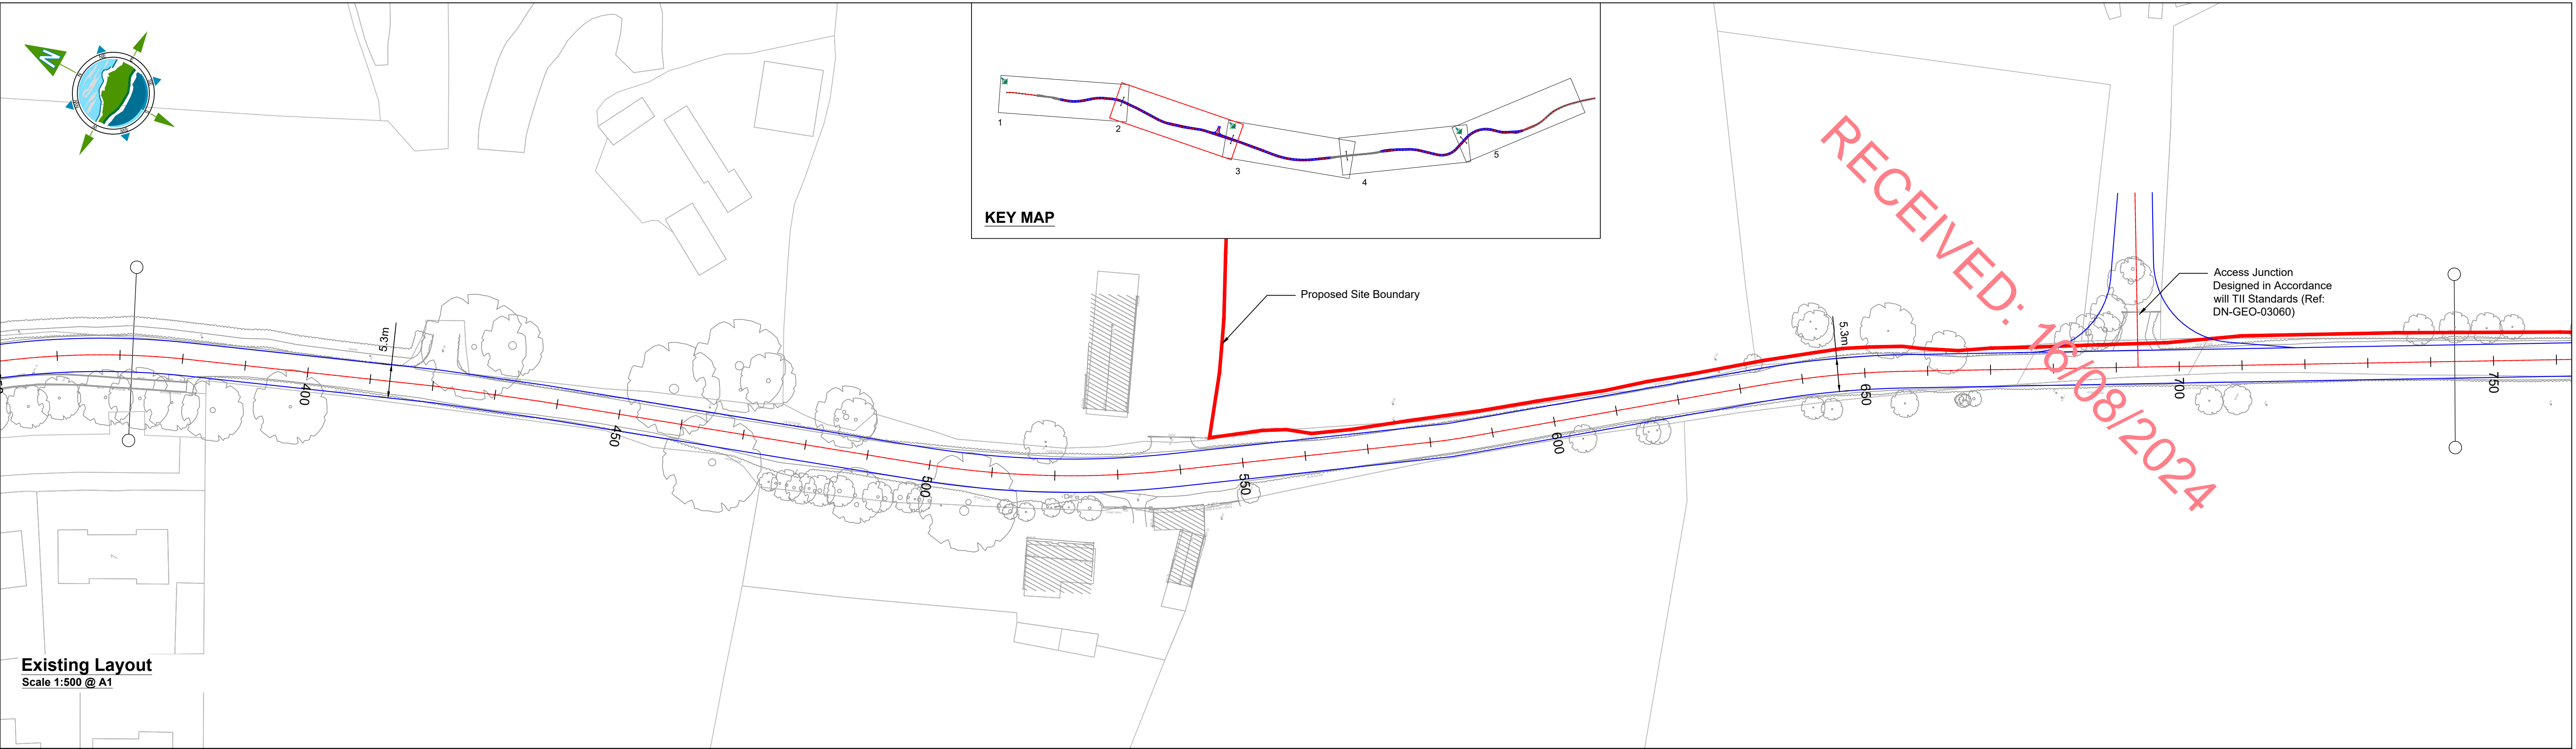 N
1
2
3
4
5
KEY MAP
RECEIVED: 16/08/2024
Proposed Site Boundary
Access Junction
Designed in Accordance
will TII Standards (Ref:
DN-GEO-03060)
5.3m
5.3m
400
450
500
550
600
650
700
750
7
Existing Layout
Scale 1:500 @ A1